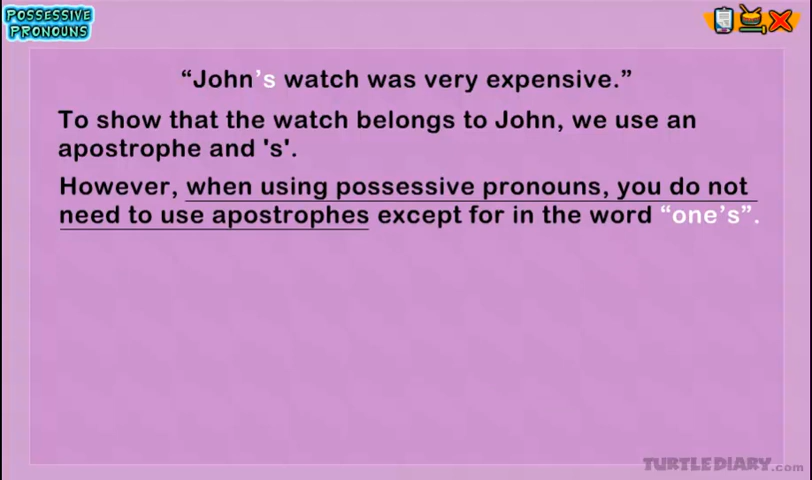 POSSESSIVE
PRONOUNS
“John’s watch was very expensive.”
To show that the watch belongs to John, we use an
apostrophe and 's'.
However, when using possessive pronouns, you do not
need to use apostrophes except for in the word “one’s”.
TURTLEDIARY.com